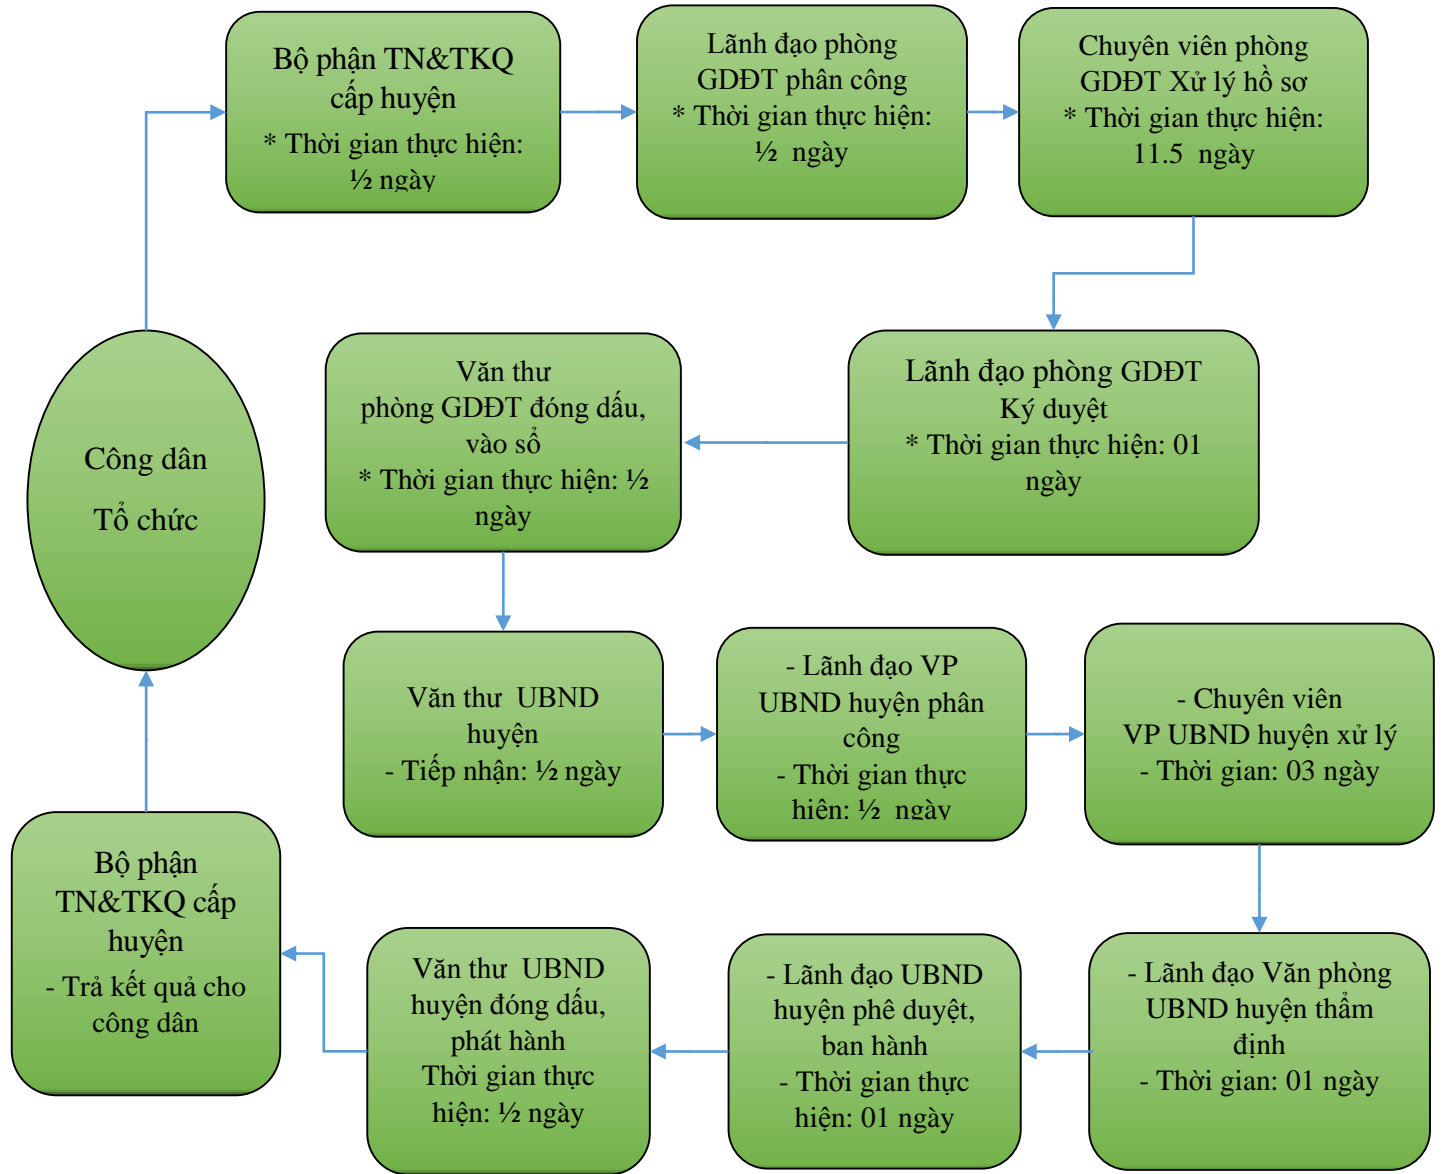 Bộ phận TN&TKQ
cấp huyện
* Thời gian thực hiện:
½ ngày
Lãnh đạo phòng
GDĐT phân công
* Thời gian thực hiện:
½ ngày
Chuyên viên phòng
GDĐT Xử lý hồ sơ
* Thời gian thực hiện:
11.5 ngày
Lãnh đạo phòng GDĐT
Ký duyệt
* Thời gian thực hiện: 01
ngày
Văn thư
phòng GDĐT đóng dấu,
vào sổ
* Thời gian thực hiện: ½
ngày
Công dân
Tổ chức
Văn thư UBND
huyện
- Tiếp nhận: ½ ngày
- Lãnh đạo VP
UBND huyện phân
công
- Thời gian thực
hiện: ½ ngày
- Chuyên viên
VP UBND huyện xử lý
- Thời gian: 03 ngày
- Lãnh đạo Văn phòng
UBND huyện thẩm
định
- Thời gian: 01 ngày
- Lãnh đạo UBND
huyện phê duyệt,
ban hành
- Thời gian thực
hiện: 01 ngày
Văn thư UBND
huyện đóng dấu,
phát hành
Thời gian thực
hiện: ½ ngày
Bộ phận
TN&TKQ cấp
huyện
- Trả kết quả cho
công dân